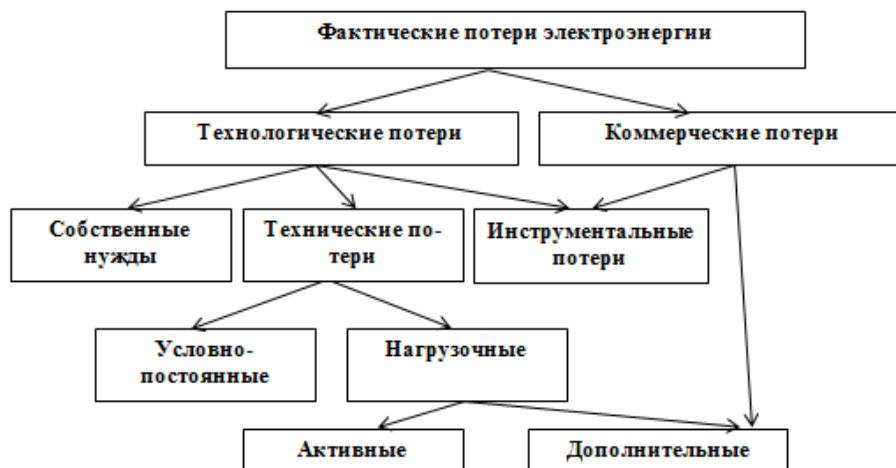 Фактические потери электроэнергии
Технологические потери
Коммерческие потери
Собственные
нужды
Технические по-
тери
Инструментальные
потери
Условно-
постоянные
Нагрузочные
Активные
Дополнительные